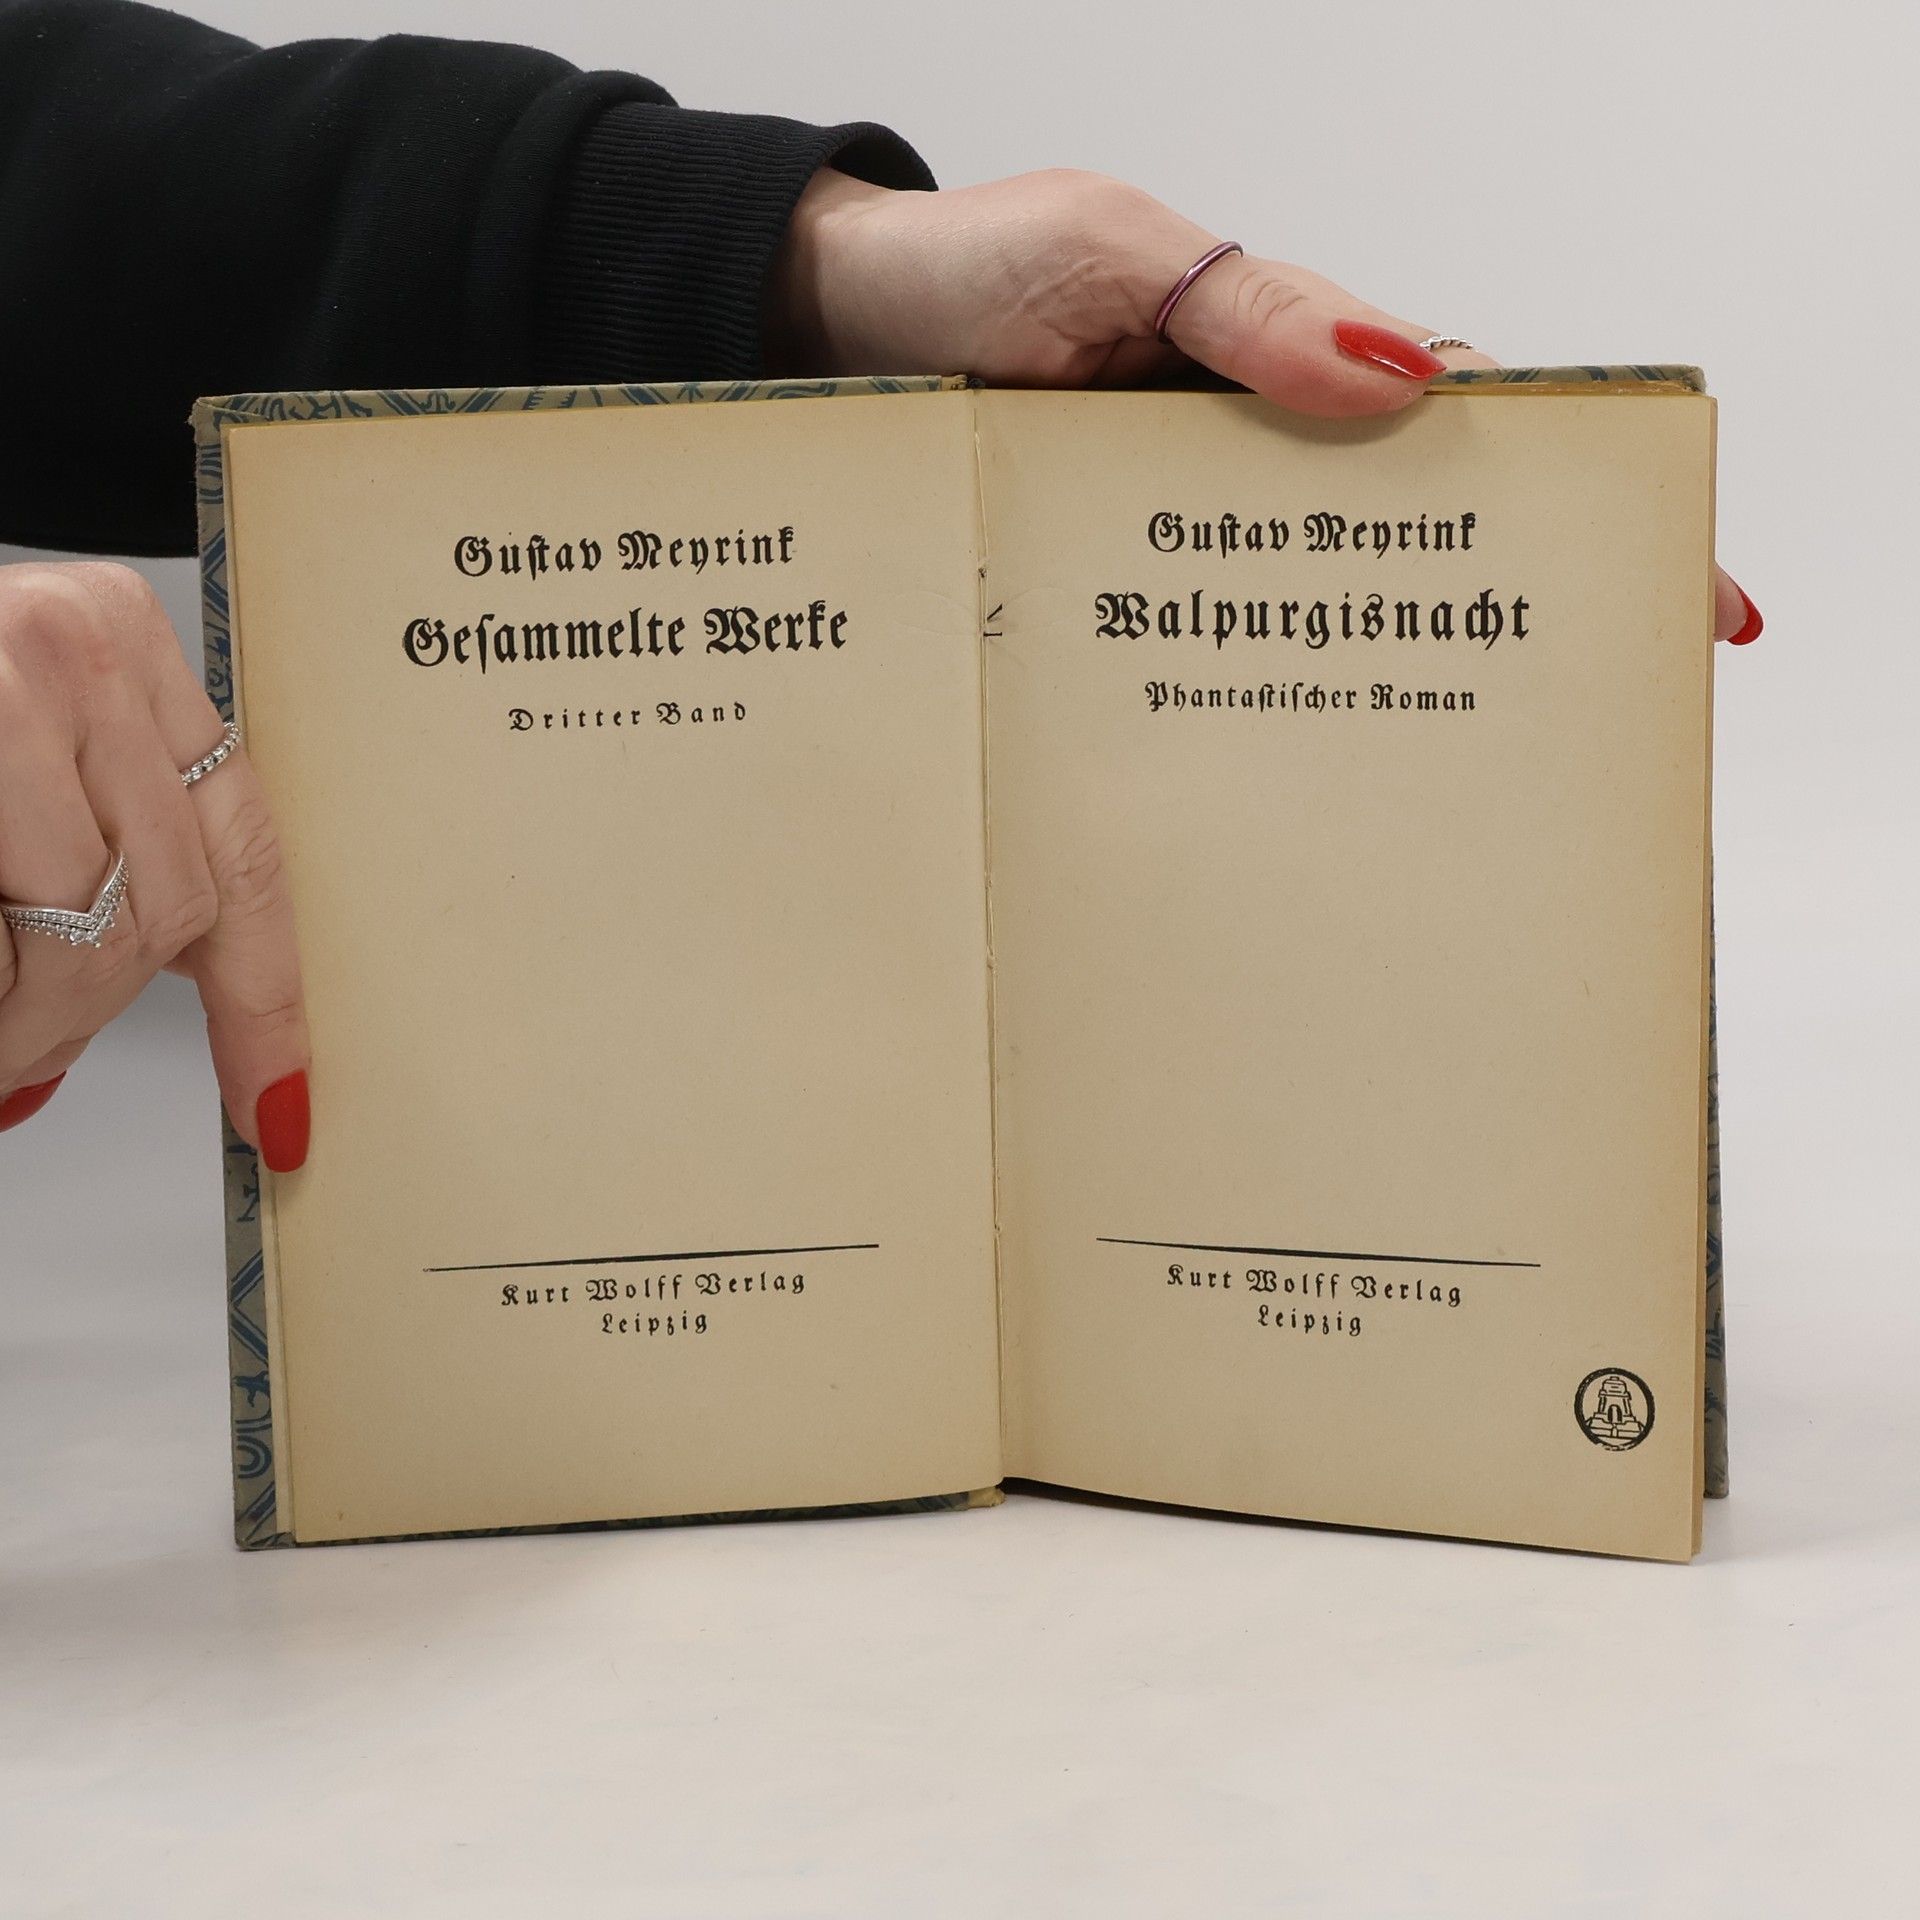 Gustav Meyrink
Gesammelte Werke
Dritter Band
Kurt Wolff Verlag
Leipzig
Gustav Meyrink
Walpurgisnacht
Phantastischer Roman
Kurt Wolff Verlag
Leipzig